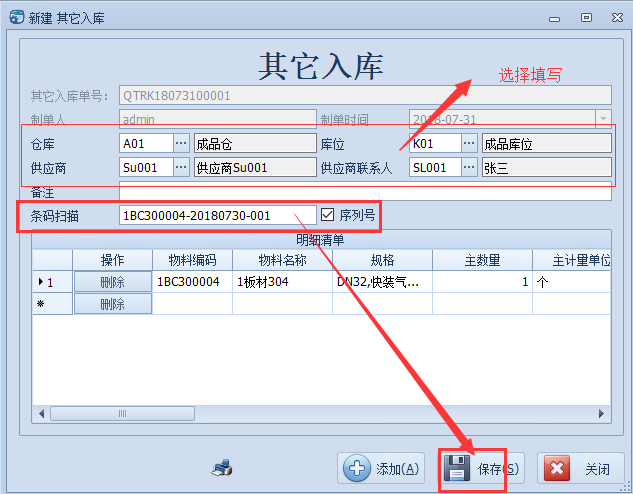 新建 其它入库
其它入库
选择填写
其它入库单号: QTRK18073100001
制单人 admin 制单时间 2018-07-31
仓库 A01 ... 成品仓 库位 K01 ... 成品库位
供应商 Su001 ... 供应商Su001 供应商联系人 SL001 ... 张三
备注
条码扫描 1BC300004-20180730-001 序列号
明细清单
操作 物料编码 物料名称 规格 主数量 主计量单位
1 删除 1BC300004 1板材304 DN32,快装气... 1 个
* 删除
添加(A) 保存(S) 关闭